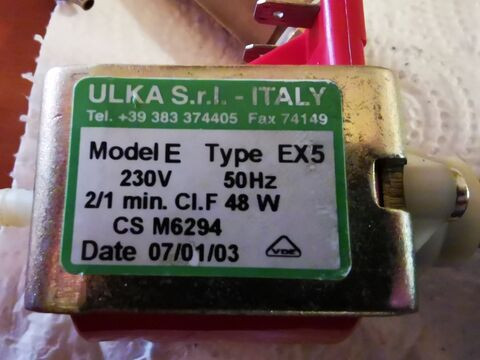 ULKA S.r.l. - ITALY
Tel. +39 383 374405 Fax 74149
Model E Type EX5
230V 50Hz
2/1 min. Cl.F 48 W
CS M6294
Date 07/01/03
VDE